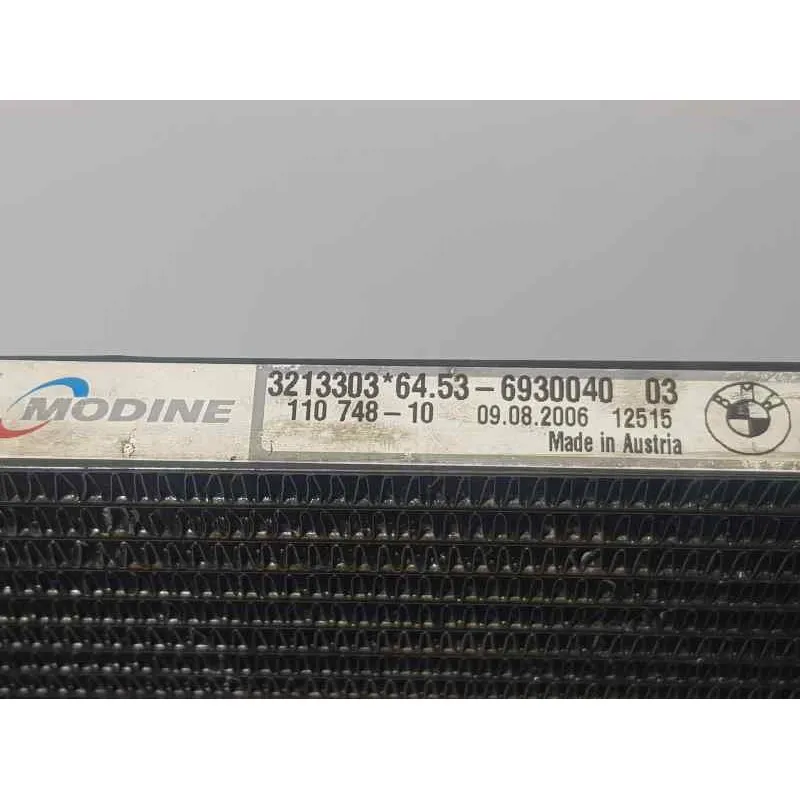 MODINE
3213303*64.53-6930040 03
110 748-10 09.08.2006 12515
Made in Austria
BMW